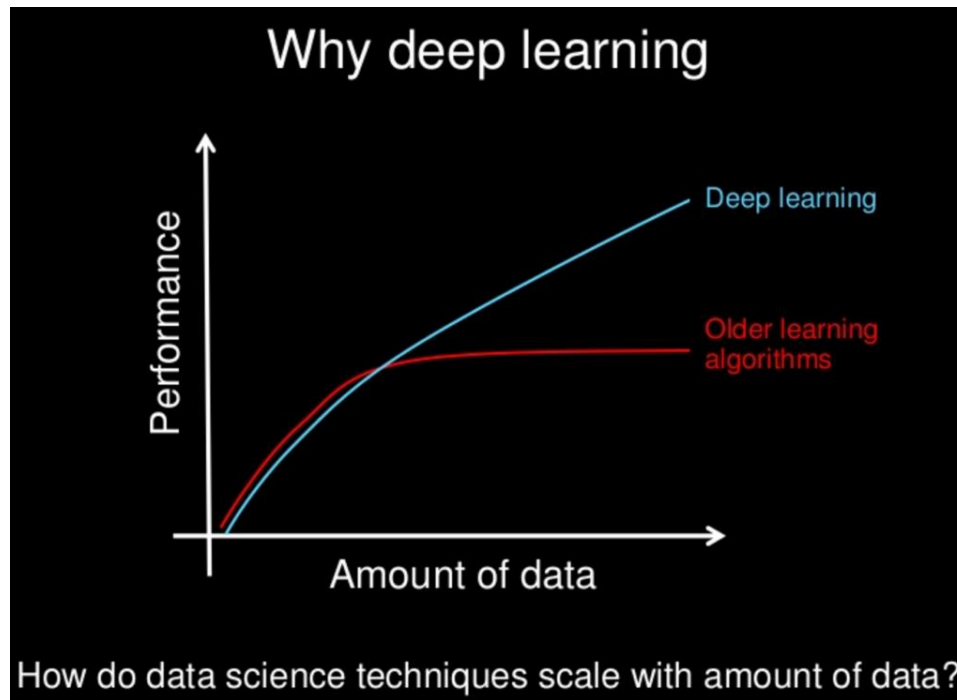 Why deep learning
Performance
Deep learning
Older learning
algorithms
Amount of data
How do data science techniques scale with amount of data?